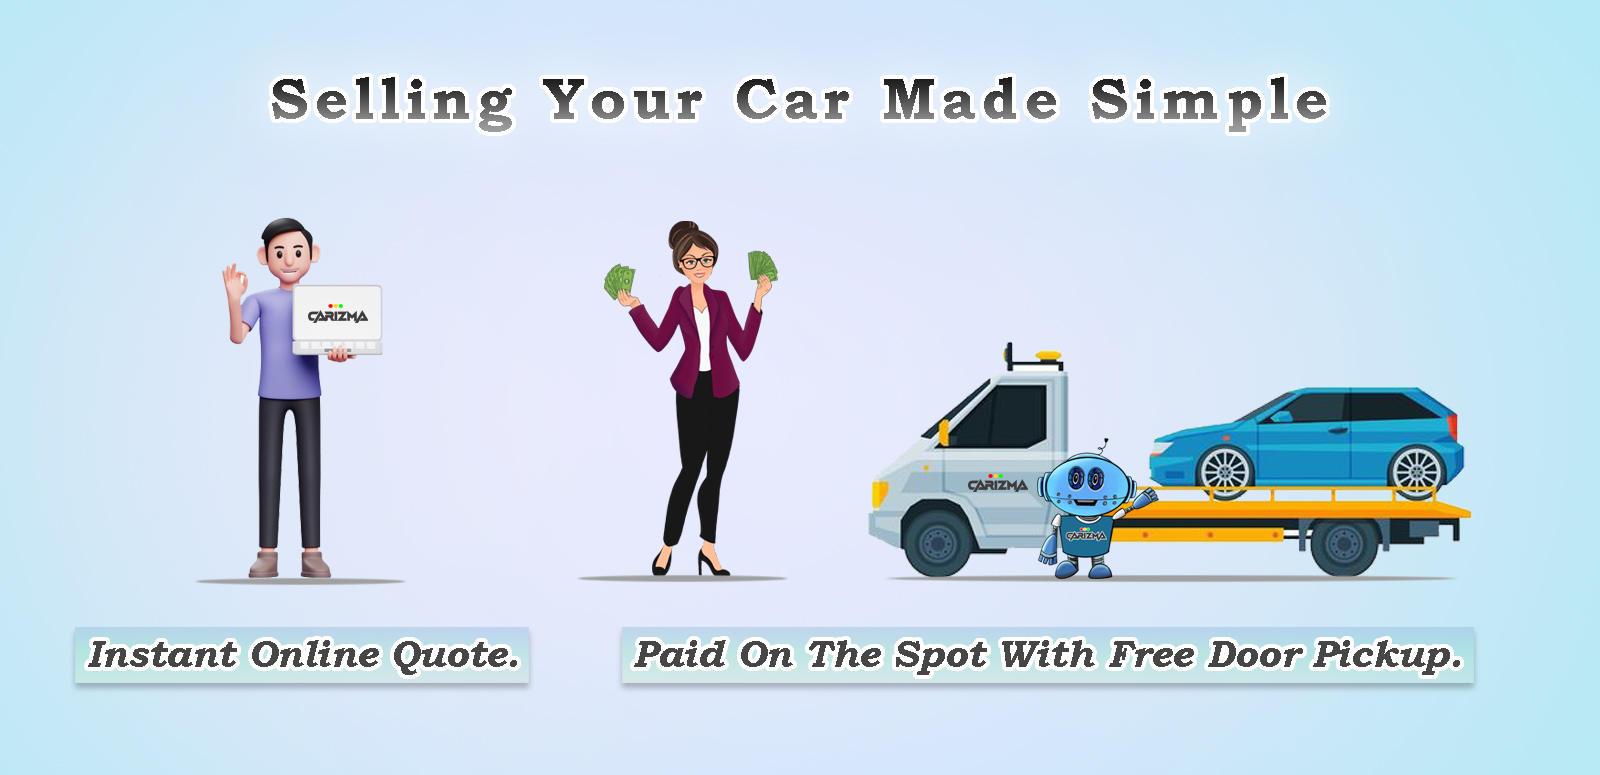 Selling Your Car Made Simple
CARIZMA
CARIZMA
CARIZMA
Instant Online Quote.
Paid On The Spot With Free Door Pickup.